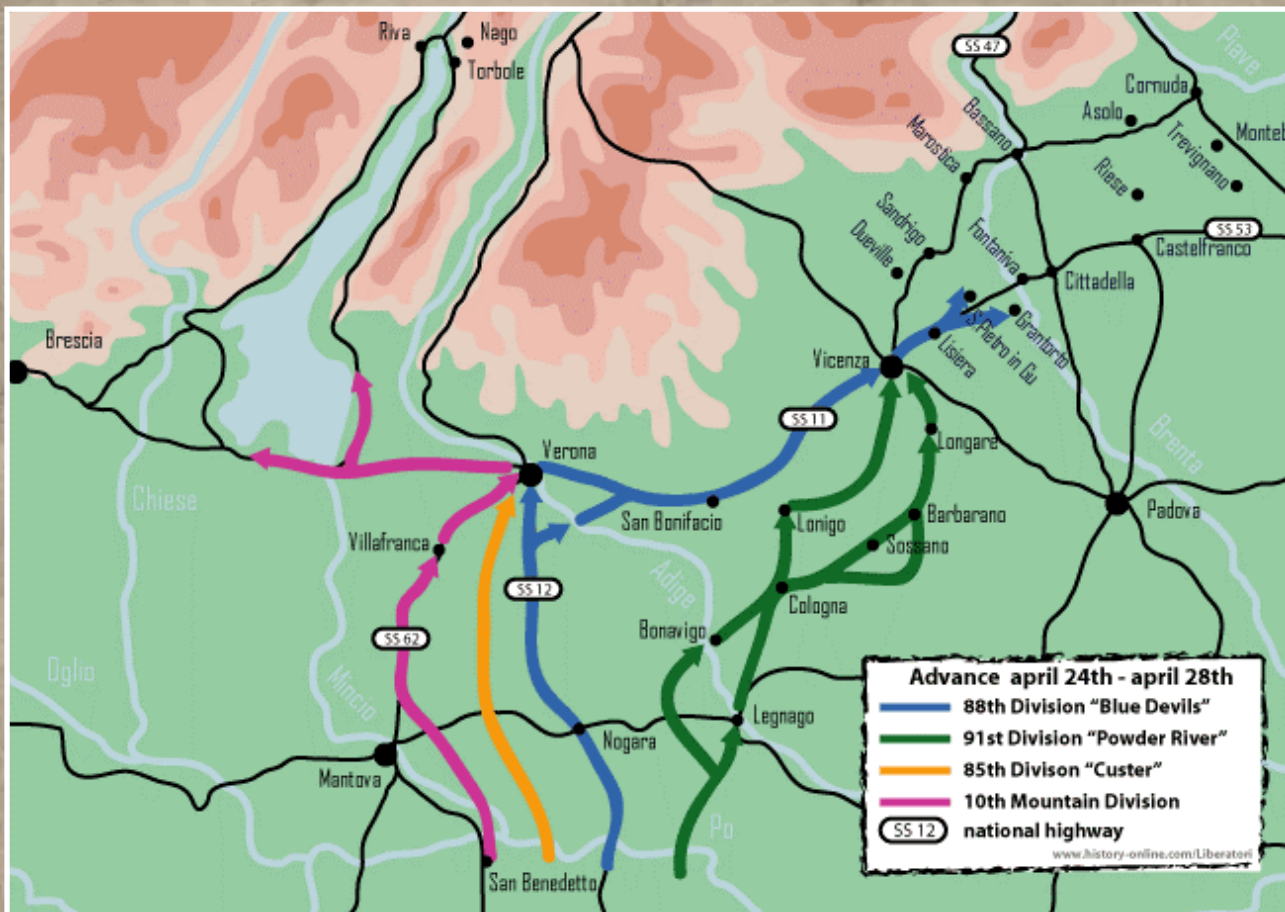 Riva
Nago
Torbole
SS 47
Piave
Cornuda
Asolo
Bassano
Marostica
Trevignano
Monteb
Riese
Sandrigo
Dueville
Fontaniva
SS 53
Castelfranco
Cittadella
Brescia
Grantorto
S.Pietro in Gu
Lisiera
Vicenza
SS 11
Longare
Brenta
Verona
Chiese
San Bonifacio
Lonigo
Barbarano
Padova
Villafranca
Sossano
Adige
SS 12
Cologna
Bonavigo
SS 62
Oglio
Mincio
Legnago
Nogara
Mantova
Po
San Benedetto
Advance april 24th - april 28th
88th Division "Blue Devils"
91st Division "Powder River"
85th Divison "Custer"
10th Mountain Division
SS 12 national highway
www.history-online.com/Liberatori